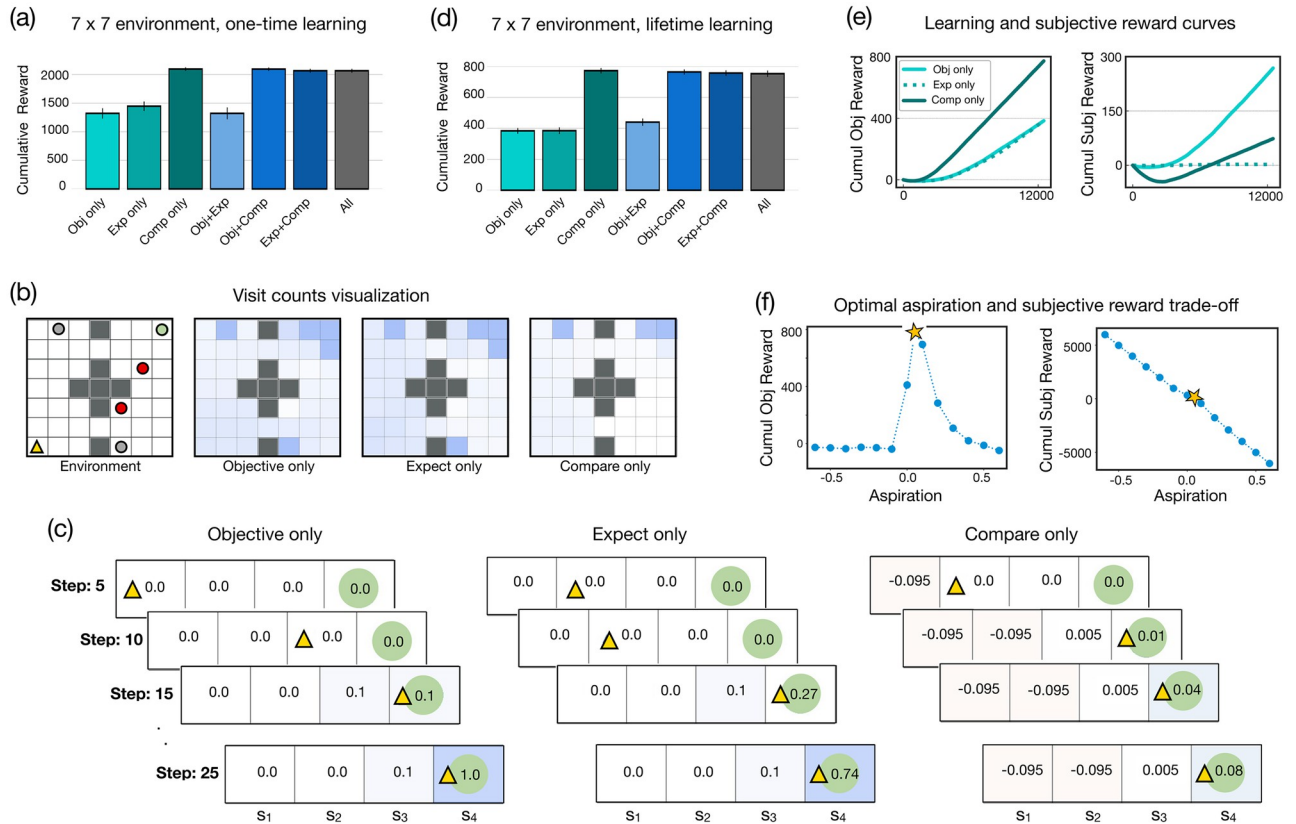 (a) 7 x 7 environment, one-time learning
Cumulative Reward
2000
1500
1000
500
0
Obj only
Exp only
Comp only
Obj+Exp
Obj+Comp
Exp+Comp
All
(d) 7 x 7 environment, lifetime learning
Cumulative Reward
800
600
400
200
0
Obj only
Exp only
Comp only
Obj+Exp
Obj+Comp
Exp+Comp
All
(e) Learning and subjective reward curves
Cumul Obj Reward
800
400
0
0 12000
Obj only
Exp only
Comp only
Cumul Subj Reward
300
150
0
0 12000
(b) Visit counts visualization
Environment
Objective only
Expect only
Compare only
(f) Optimal aspiration and subjective reward trade-off
Cumul Obj Reward
800
400
0
-0.5 0.0 0.5
Aspiration
Cumul Subj Reward
5000
0
-5000
-0.5 0.0 0.5
Aspiration
(c)
Objective only
Step: 5 0.0 0.0 0.0 0.0
Step: 10 0.0 0.0 0.0 0.0
Step: 15 0.0 0.0 0.1 0.1
Step: 25 0.0 0.0 0.1 1.0
S1 S2 S3 S4
Expect only
0.0 0.0 0.0 0.0
0.0 0.0 0.0 0.0
0.0 0.0 0.1 0.27
0.0 0.0 0.1 0.74
S1 S2 S3 S4
Compare only
-0.095 0.0 0.0 0.0
-0.095 -0.095 0.005 0.01
-0.095 -0.095 0.005 0.04
-0.095 -0.095 0.005 0.08
S1 S2 S3 S4